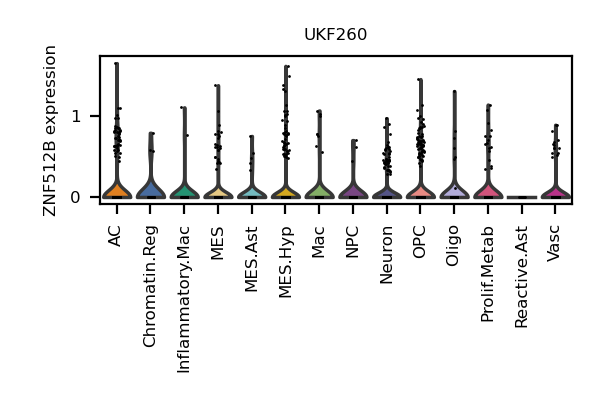 UKF260
ZNF512B expression
1
0
AC
Chromatin.Reg
Inflammatory.Mac
MES
MES.Ast
MES.Hyp
Mac
NPC
Neuron
OPC
Oligo
Prolif.Metab
Reactive.Ast
Vasc